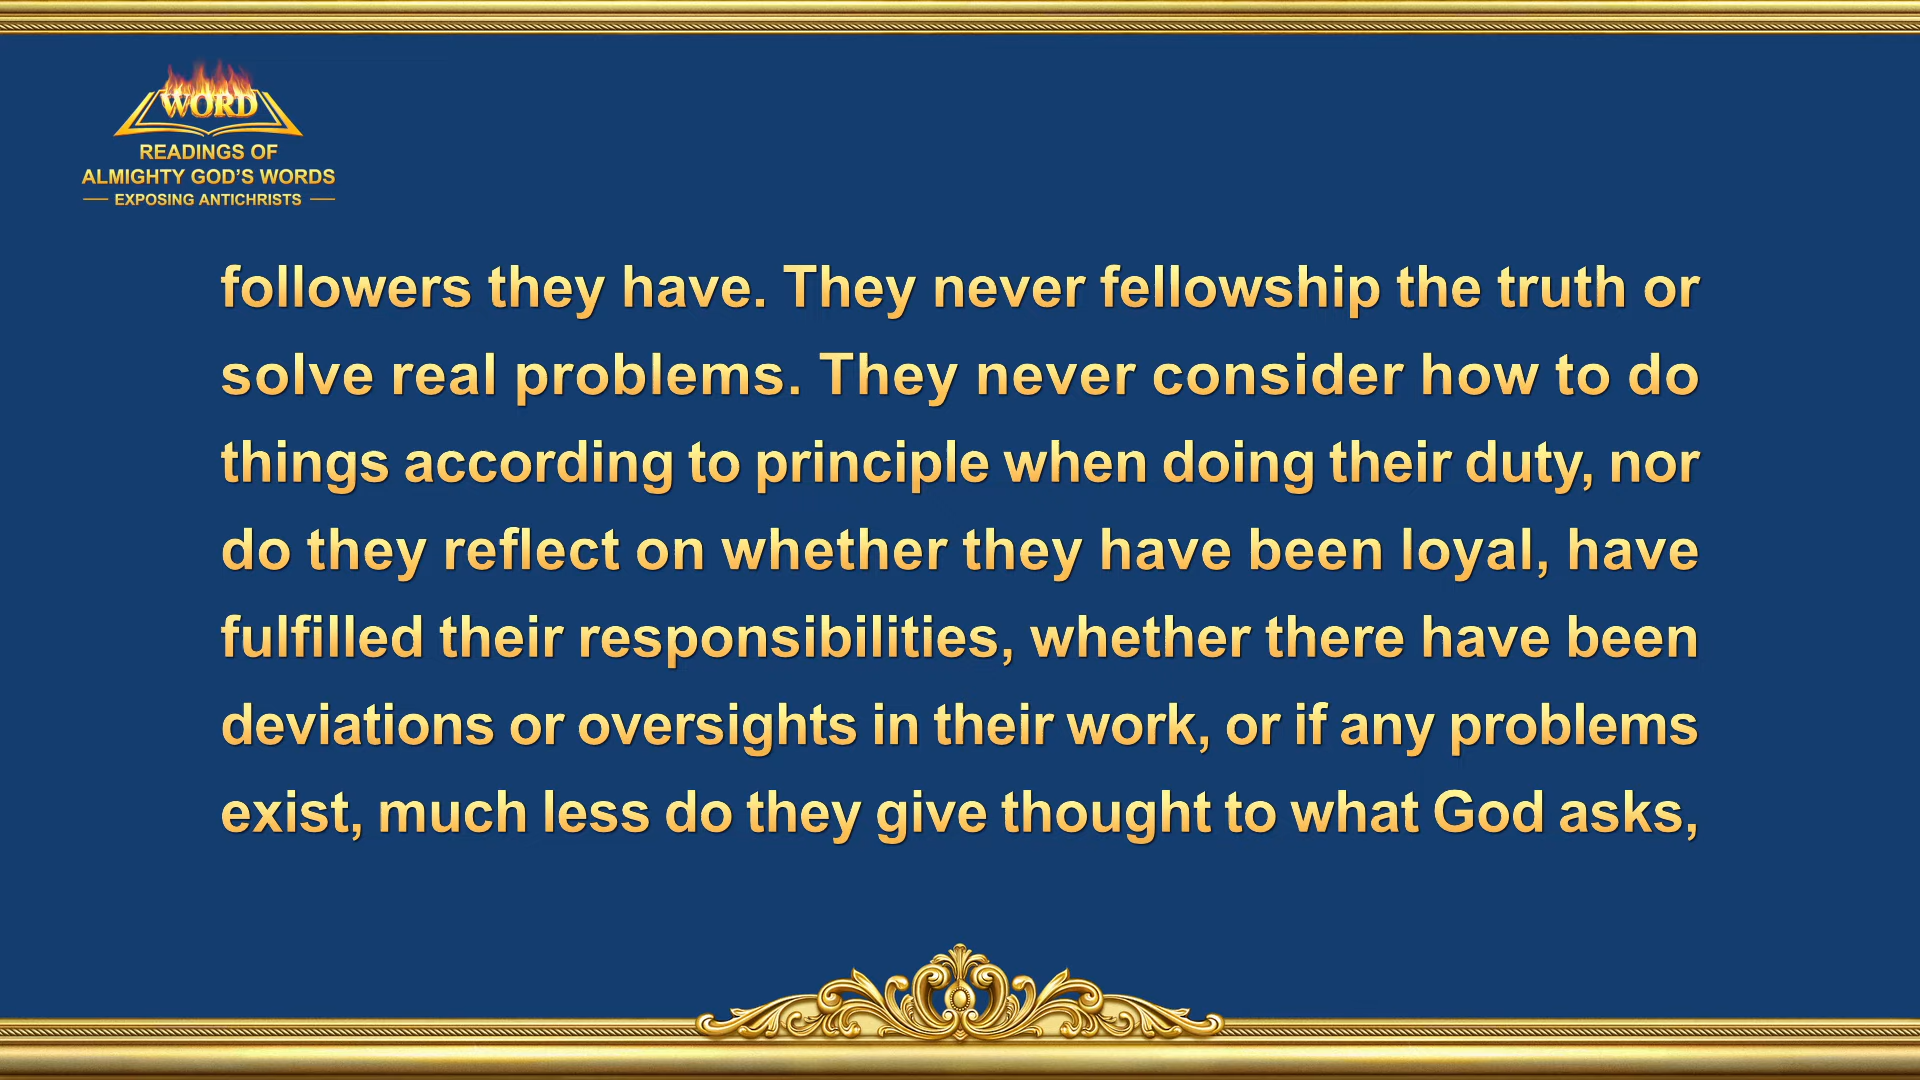 WORD
READINGS OF
ALMIGHTY GOD’S WORDS
EXPOSING ANTICHRISTS
followers they have. They never fellowship the truth or
solve real problems. They never consider how to do
things according to principle when doing their duty, nor
do they reflect on whether they have been loyal, have
fulfilled their responsibilities, whether there have been
deviations or oversights in their work, or if any problems
exist, much less do they give thought to what God asks,